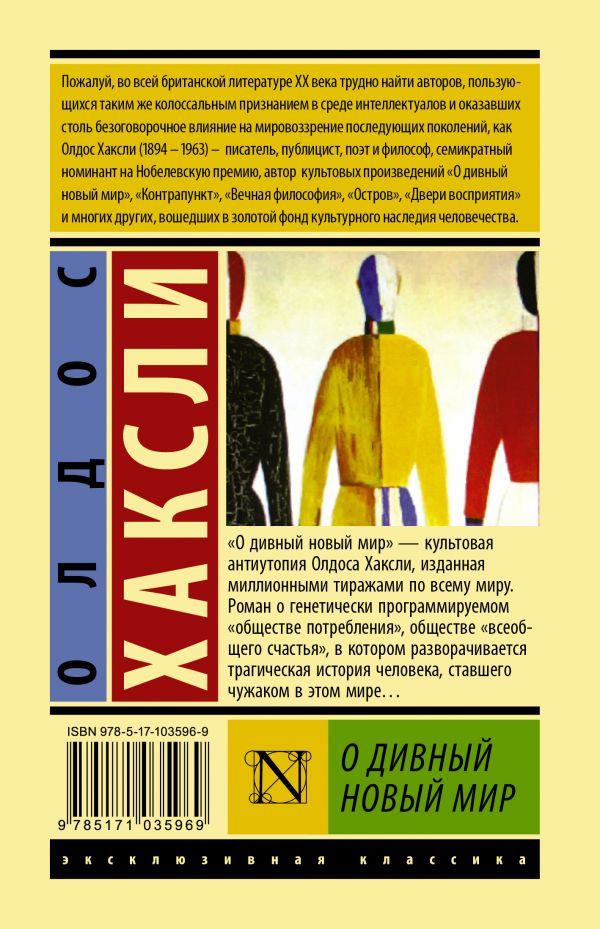 Пожалуй, во всей британской литературе XX века трудно найти авторов, пользую-
щихся таким же колоссальным признанием в среде интеллектуалов и оказавших
столь безоговорочное влияние на мировоззрение последующих поколений, как
Олдос Хаксли (1894 – 1963) – писатель, публицист, поэт и философ, семикратный
номинант на Нобелевскую премию, автор культовых произведений «О дивный
новый мир», «Контрапункт», «Вечная философия», «Остров», «Двери восприятия»
и многих других, вошедших в золотой фонд культурного наследия человечества.
ОЛДОС
ХАКСЛИ
«О дивный новый мир» — культовая
антиутопия Олдоса Хаксли, изданная
миллионными тиражами по всему миру.
Роман о генетически программируемом
«обществе потребления», обществе «всеоб-
щего счастья», в котором разворачивается
трагическая история человека, ставшего
чужаком в этом мире…
ISBN 978-5-17-103596-9
9 785171 035969
N
О ДИВНЫЙ
НОВЫЙ МИР
эксклюзивная классика